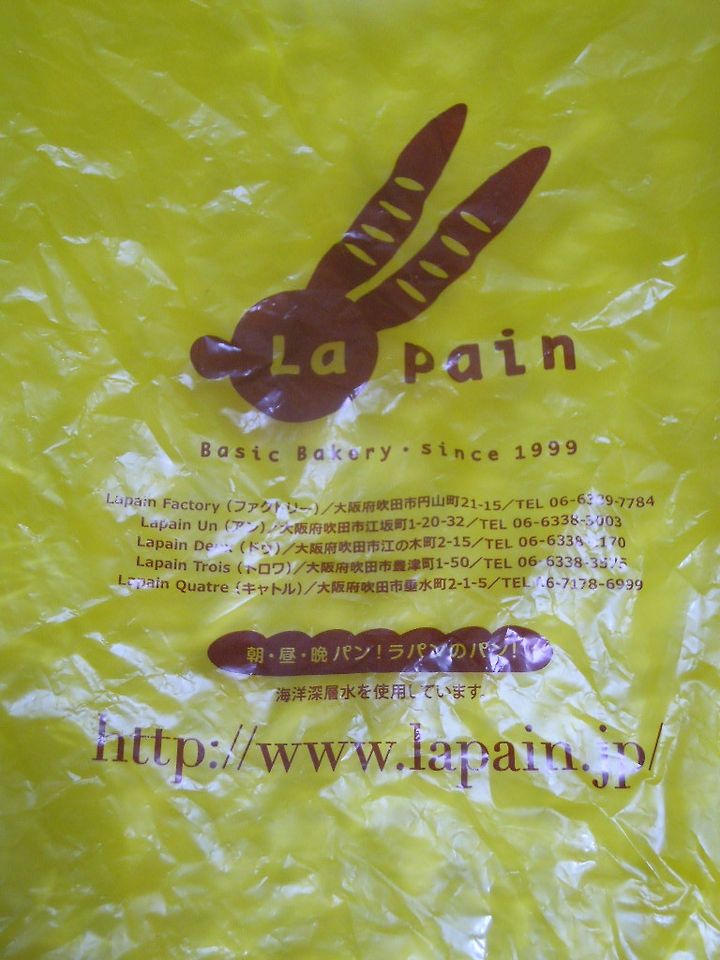 La pain
Basic Bakery・since 1999
Lapain Factory (ファクトリー)／大阪府吹田市円山町21-15／TEL 06-6339-7784
Lapain Un (アン)／大阪府吹田市江坂町1-20-32／TEL 06-6338-
Lapain Deux (ドゥ)／大阪府吹田市江の木町2-15／TEL 06-6338-
Lapain Trois (トロワ)／大阪府吹田市豊津町1-50／TEL 06-6338-
Lapain Quatre (キャトル)／大阪府吹田市垂水町2-1-5／TEL 06-7178-6999
朝・昼・晩 パン！ラパンのパン！
海洋深層水を使用しています.
http://www.lapain.jp/